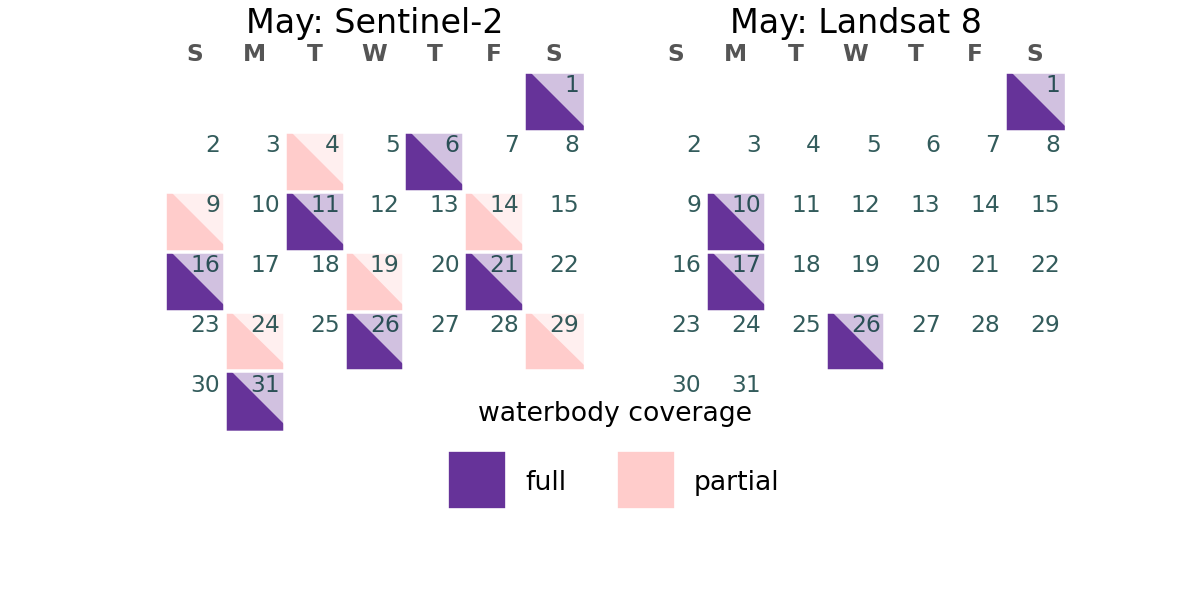 May: Sentinel-2
S M T W T F S
1
2 3 4 5 6 7 8
9 10 11 12 13 14 15
16 17 18 19 20 21 22
23 24 25 26 27 28 29
30 31
May: Landsat 8
S M T W T F S
1
2 3 4 5 6 7 8
9 10 11 12 13 14 15
16 17 18 19 20 21 22
23 24 25 26 27 28 29
30 31
waterbody coverage
full partial